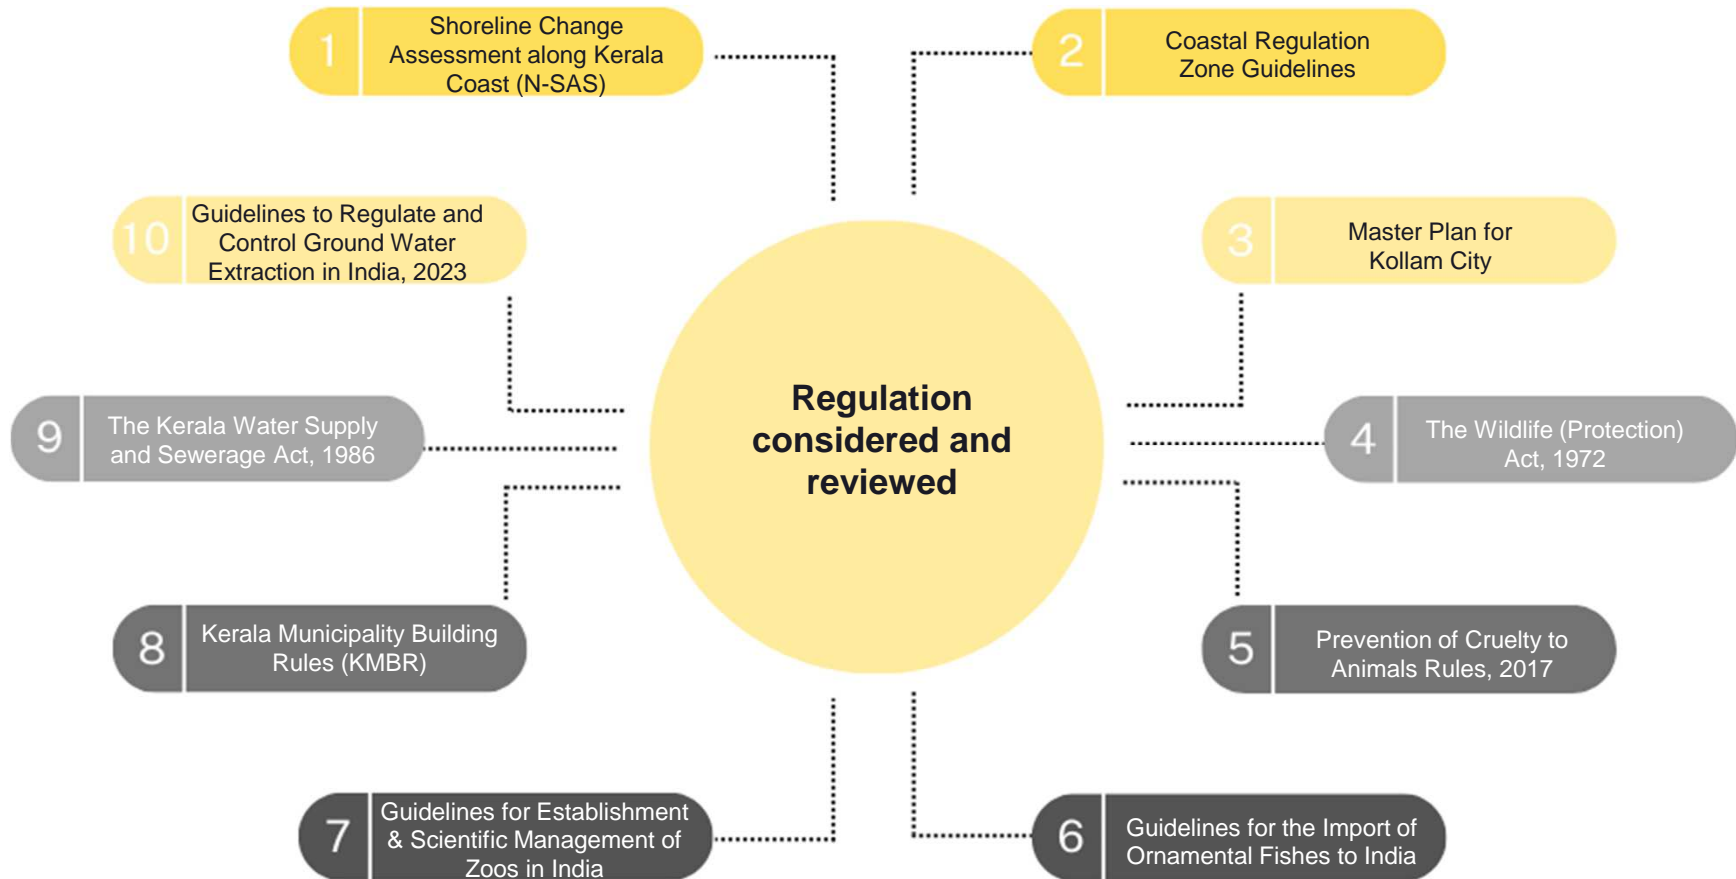 1
Shoreline Change
Assessment along Kerala
Coast (N-SAS)
2
Coastal Regulation
Zone Guidelines
10
Guidelines to Regulate and
Control Ground Water
Extraction in India, 2023
3
Master Plan for
Kollam City
Regulation
considered and
reviewed
9
The Kerala Water Supply
and Sewerage Act, 1986
4
The Wildlife (Protection)
Act, 1972
8
Kerala Municipality Building
Rules (KMBR)
5
Prevention of Cruelty to
Animals Rules, 2017
7
Guidelines for Establishment
& Scientific Management of
Zoos in India
6
Guidelines for the Import of
Ornamental Fishes to India